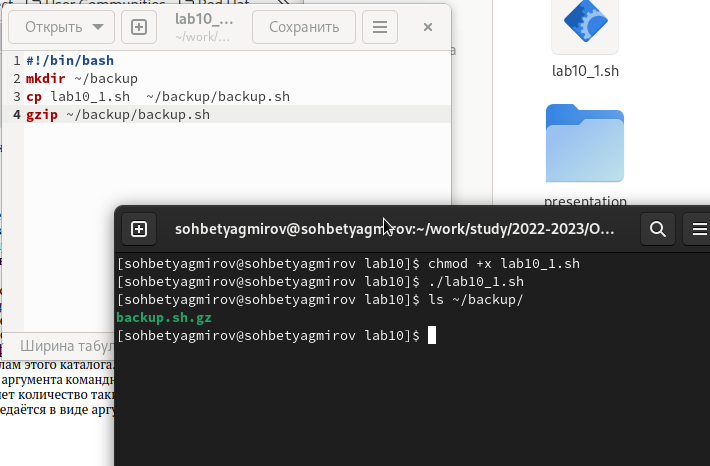 Открыть
lab10_...
~/work/...
Сохранить
1 #!/bin/bash
2 mkdir ~/backup
3 cp lab10_1.sh  ~/backup/backup.sh
4 gzip ~/backup/backup.sh
lab10_1.sh
presentation
sohbetyagmirov@sohbetyagmirov:~/work/study/2022-2023/O...
[sohbetyagmirov@sohbetyagmirov lab10]$ chmod +x lab10_1.sh
[sohbetyagmirov@sohbetyagmirov lab10]$ ./lab10_1.sh
[sohbetyagmirov@sohbetyagmirov lab10]$ ls ~/backup/
backup.sh.gz
[sohbetyagmirov@sohbetyagmirov lab10]$
Ширина табул
лам этого каталога.
аргумента командн
ет количество таки
едаётся в виде аргу